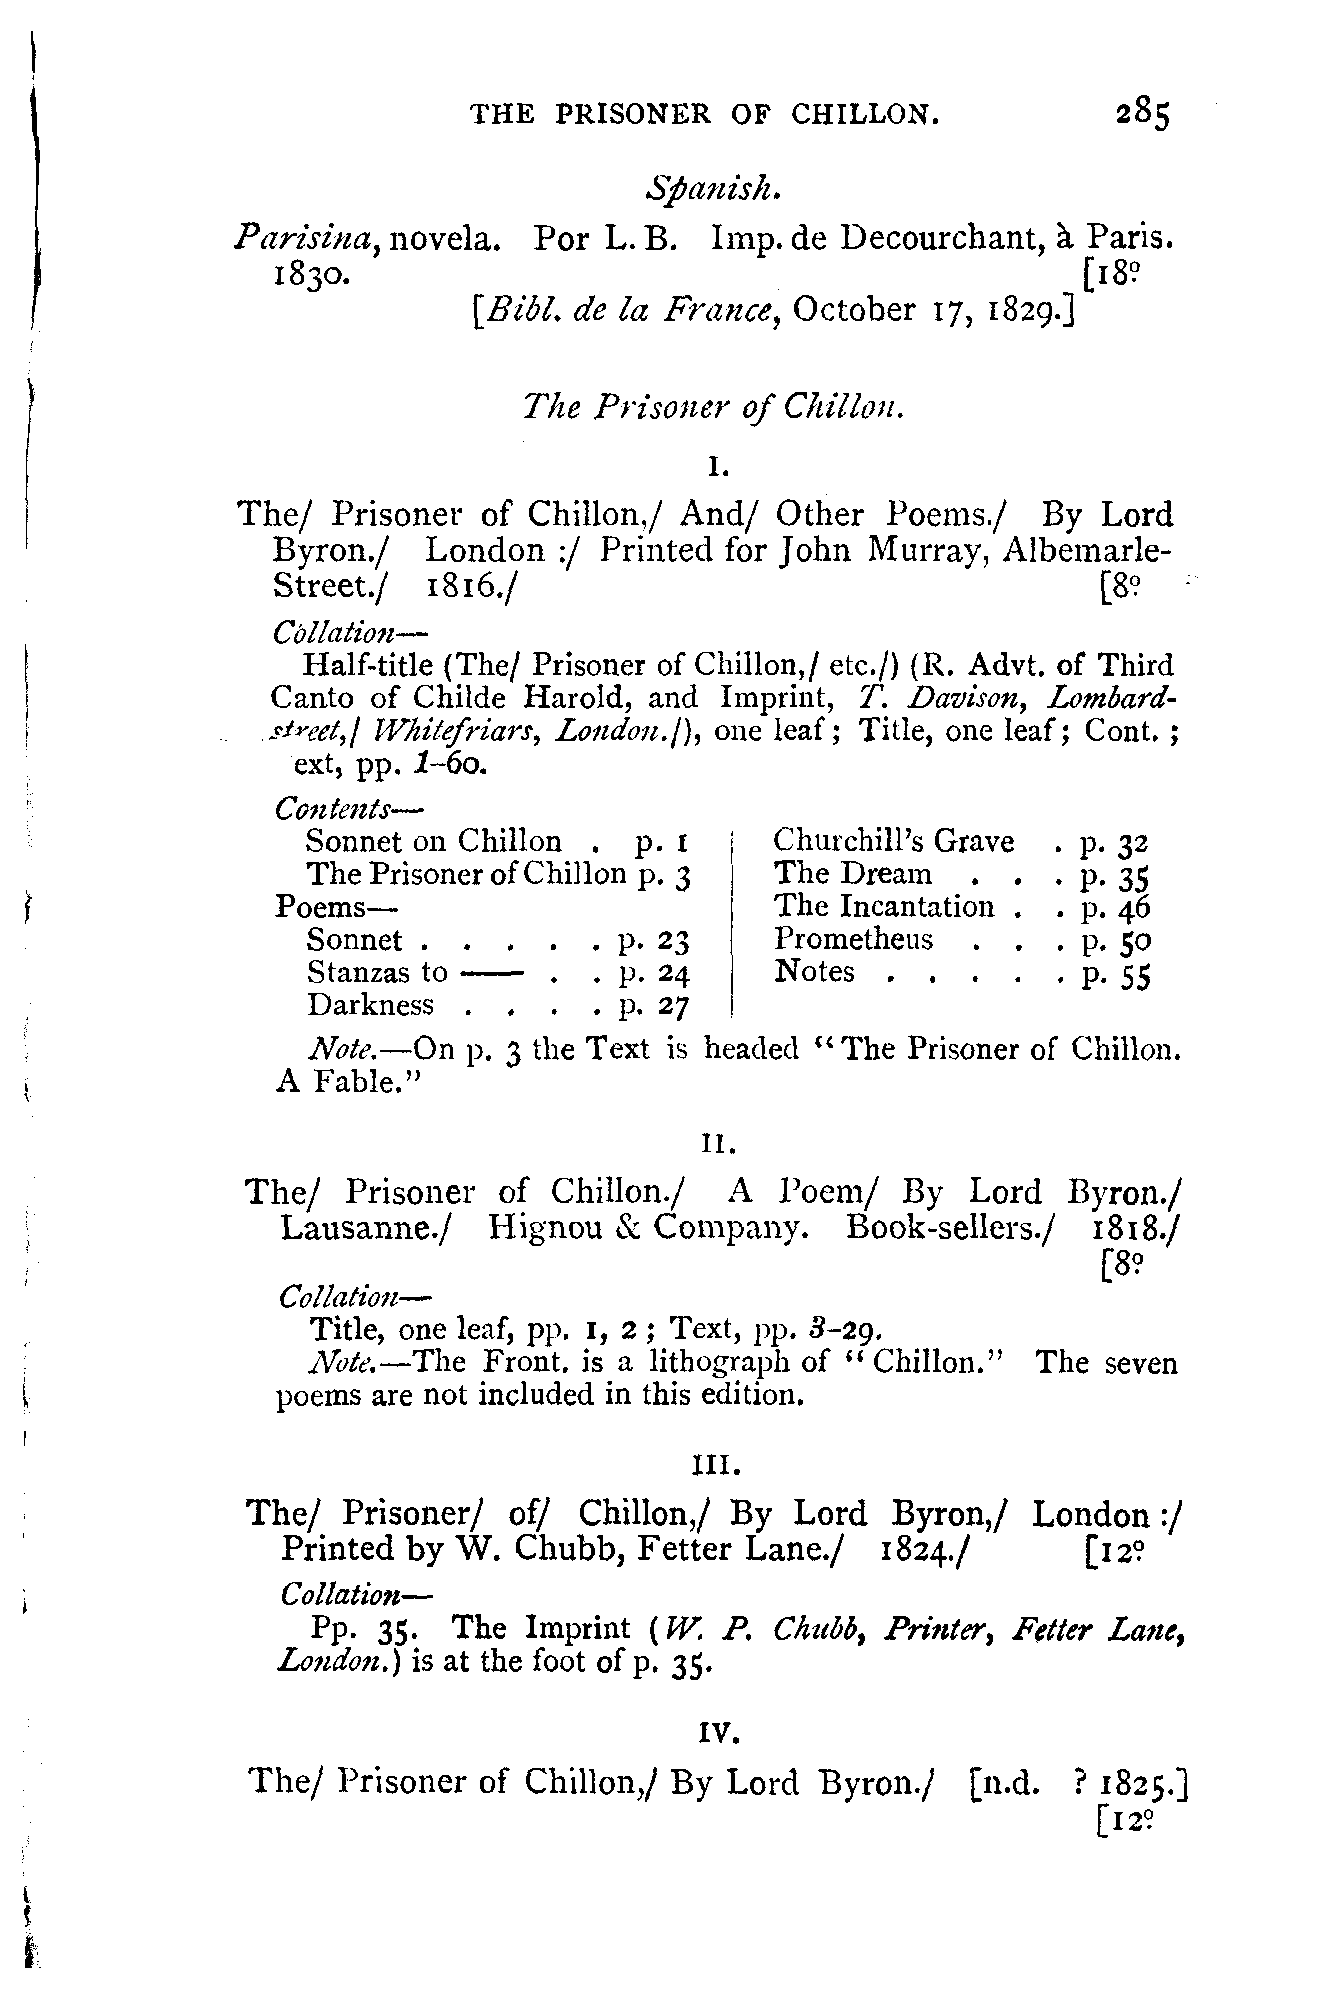 THE PRISONER OF CHILLON. 285
Spanish.
Parisina, novela. Por L. B. Imp. de Decourchant, à Paris.
1830. [18º
[Bibl. de la France, October 17, 1829.]
The Prisoner of Chillon.
I.
The/ Prisoner of Chillon,/ And/ Other Poems./ By Lord
Byron./ London :/ Printed for John Murray, Albemarle-
Street./ 1816./ [8º
Collation—
Half-title (The/ Prisoner of Chillon,/ etc./) (R. Advt. of Third
Canto of Childe Harold, and Imprint, T. Davison, Lombard-
street,/ Whitefriars, London./), one leaf; Title, one leaf; Cont. ;
ext, pp. 1-60.
Contents—
Sonnet on Chillon . p. 1
The Prisoner of Chillon p. 3
Poems—
Sonnet . . . . . p. 23
Stanzas to —— . . p. 24
Darkness . . . . p. 27
Churchill's Grave . p. 32
The Dream . . . p. 35
The Incantation . . p. 46
Prometheus . . . p. 50
Notes . . . . . p. 55
Note.—On p. 3 the Text is headed "The Prisoner of Chillon.
A Fable."
II.
The/ Prisoner of Chillon./ A Poem/ By Lord Byron./
Lausanne./ Hignou & Company. Book-sellers./ 1818./
[8º
Collation—
Title, one leaf, pp. 1, 2 ; Text, pp. 3-29.
Note.—The Front. is a lithograph of "Chillon." The seven
poems are not included in this edition.
III.
The/ Prisoner/ of/ Chillon,/ By Lord Byron,/ London :/
Printed by W. Chubb, Fetter Lane./ 1824./ [12º
Collation—
Pp. 35. The Imprint (W. P. Chubb, Printer, Fetter Lane,
London.) is at the foot of p. 35.
IV.
The/ Prisoner of Chillon,/ By Lord Byron./ [n.d. ? 1825.]
[12º